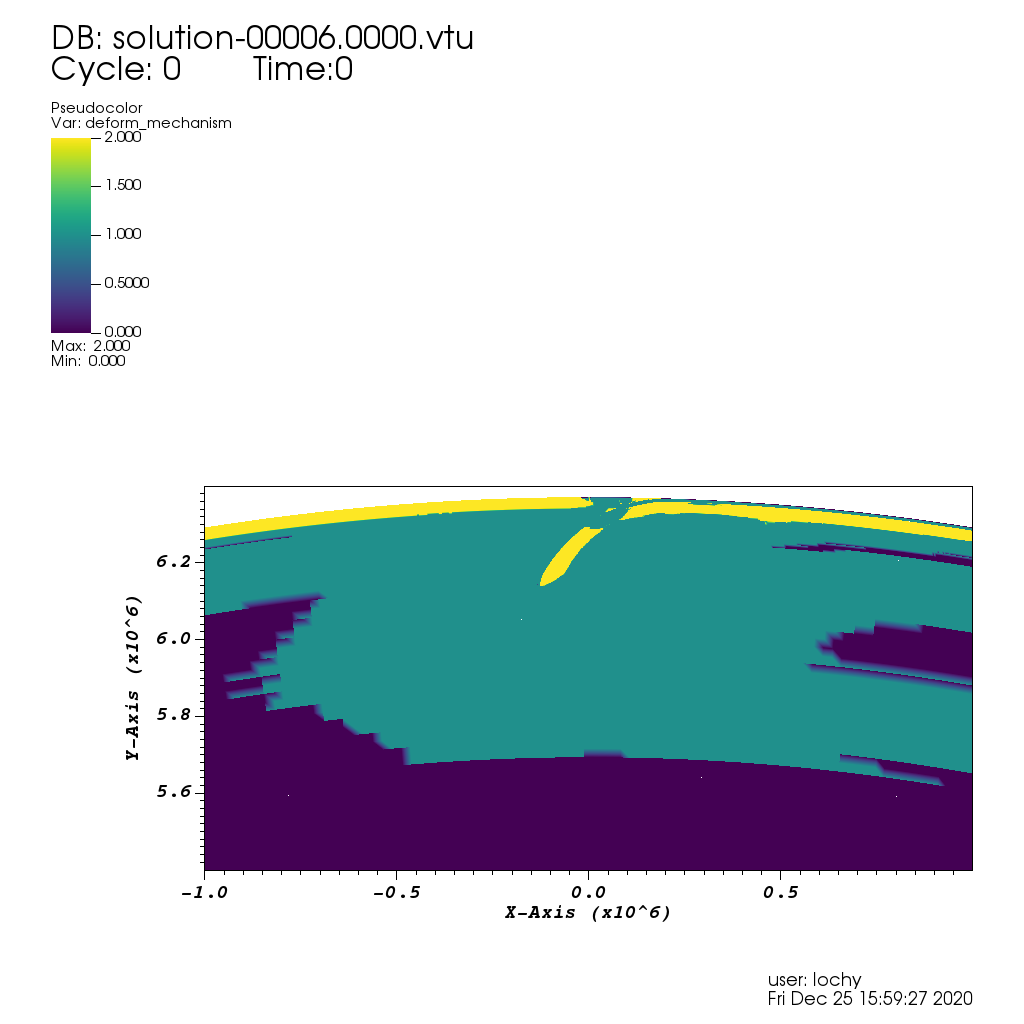 DB: solution-00006.0000.vtu
Cycle: 0 Time:0
Pseudocolor
Var: deform_mechanism
2.000
1.500
1.000
0.5000
0.000
Max: 2.000
Min: 0.000
6.2
6.0
5.8
5.6
Y-Axis (x10^6)
-1.0 -0.5 0.0 0.5
X-Axis (x10^6)
user: lochy
Fri Dec 25 15:59:27 2020